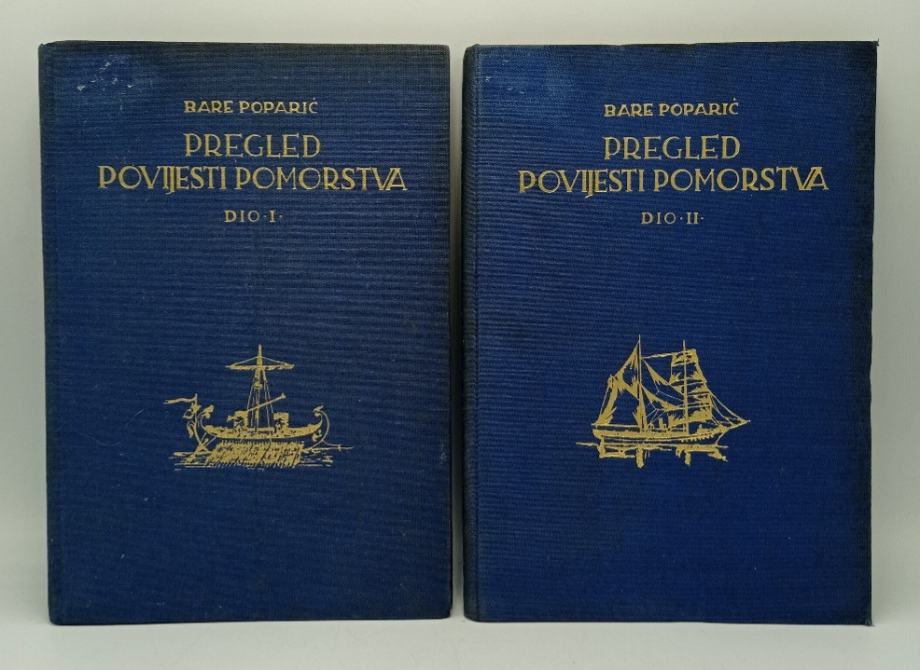 BARE POPARIĆ
PREGLED
POVIJESTI POMORSTVA
DIO·I·
BARE POPARIĆ
PREGLED
POVIJESTI POMORSTVA
DIO·II·